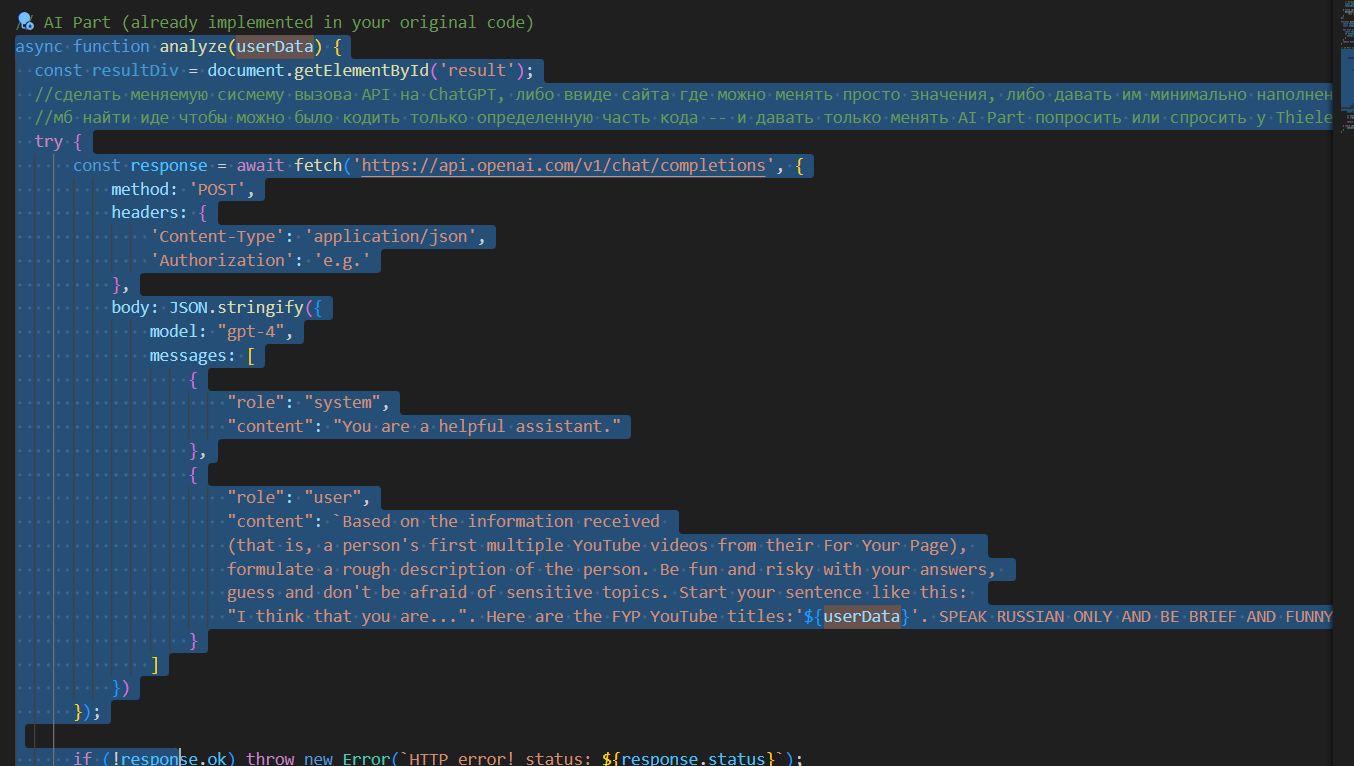 // AI Part (already implemented in your original code)
async function analyze(userData) {
const resultDiv = document.getElementById('result');
//сделать меняемую сисмему вызова API на ChatGPT, либо ввиде сайта где можно менять просто значения, либо давать им минимально наполнен
//мб найти иде чтобы можно было кодить только определенную часть кода -- и давать только менять AI Part попросить или спросить у Thiele
try {
const response = await fetch('https://api.openai.com/v1/chat/completions', {
method: 'POST',
headers: {
'Content-Type': 'application/json',
'Authorization': 'e.g.'
},
body: JSON.stringify({
model: "gpt-4",
messages: [
{
"role": "system",
"content": "You are a helpful assistant."
},
{
"role": "user",
"content": `Based on the information received
(that is, a person's first multiple YouTube videos from their For Your Page),
formulate a rough description of the person. Be fun and risky with your answers,
guess and don't be afraid of sensitive topics. Start your sentence like this:
"I think that you are...". Here are the FYP YouTube titles:'${userData}'. SPEAK RUSSIAN ONLY AND BE BRIEF AND FUNNY
}
]
})
});
if (!response.ok) throw new Error(`HTTP error! status: ${response.status}`);